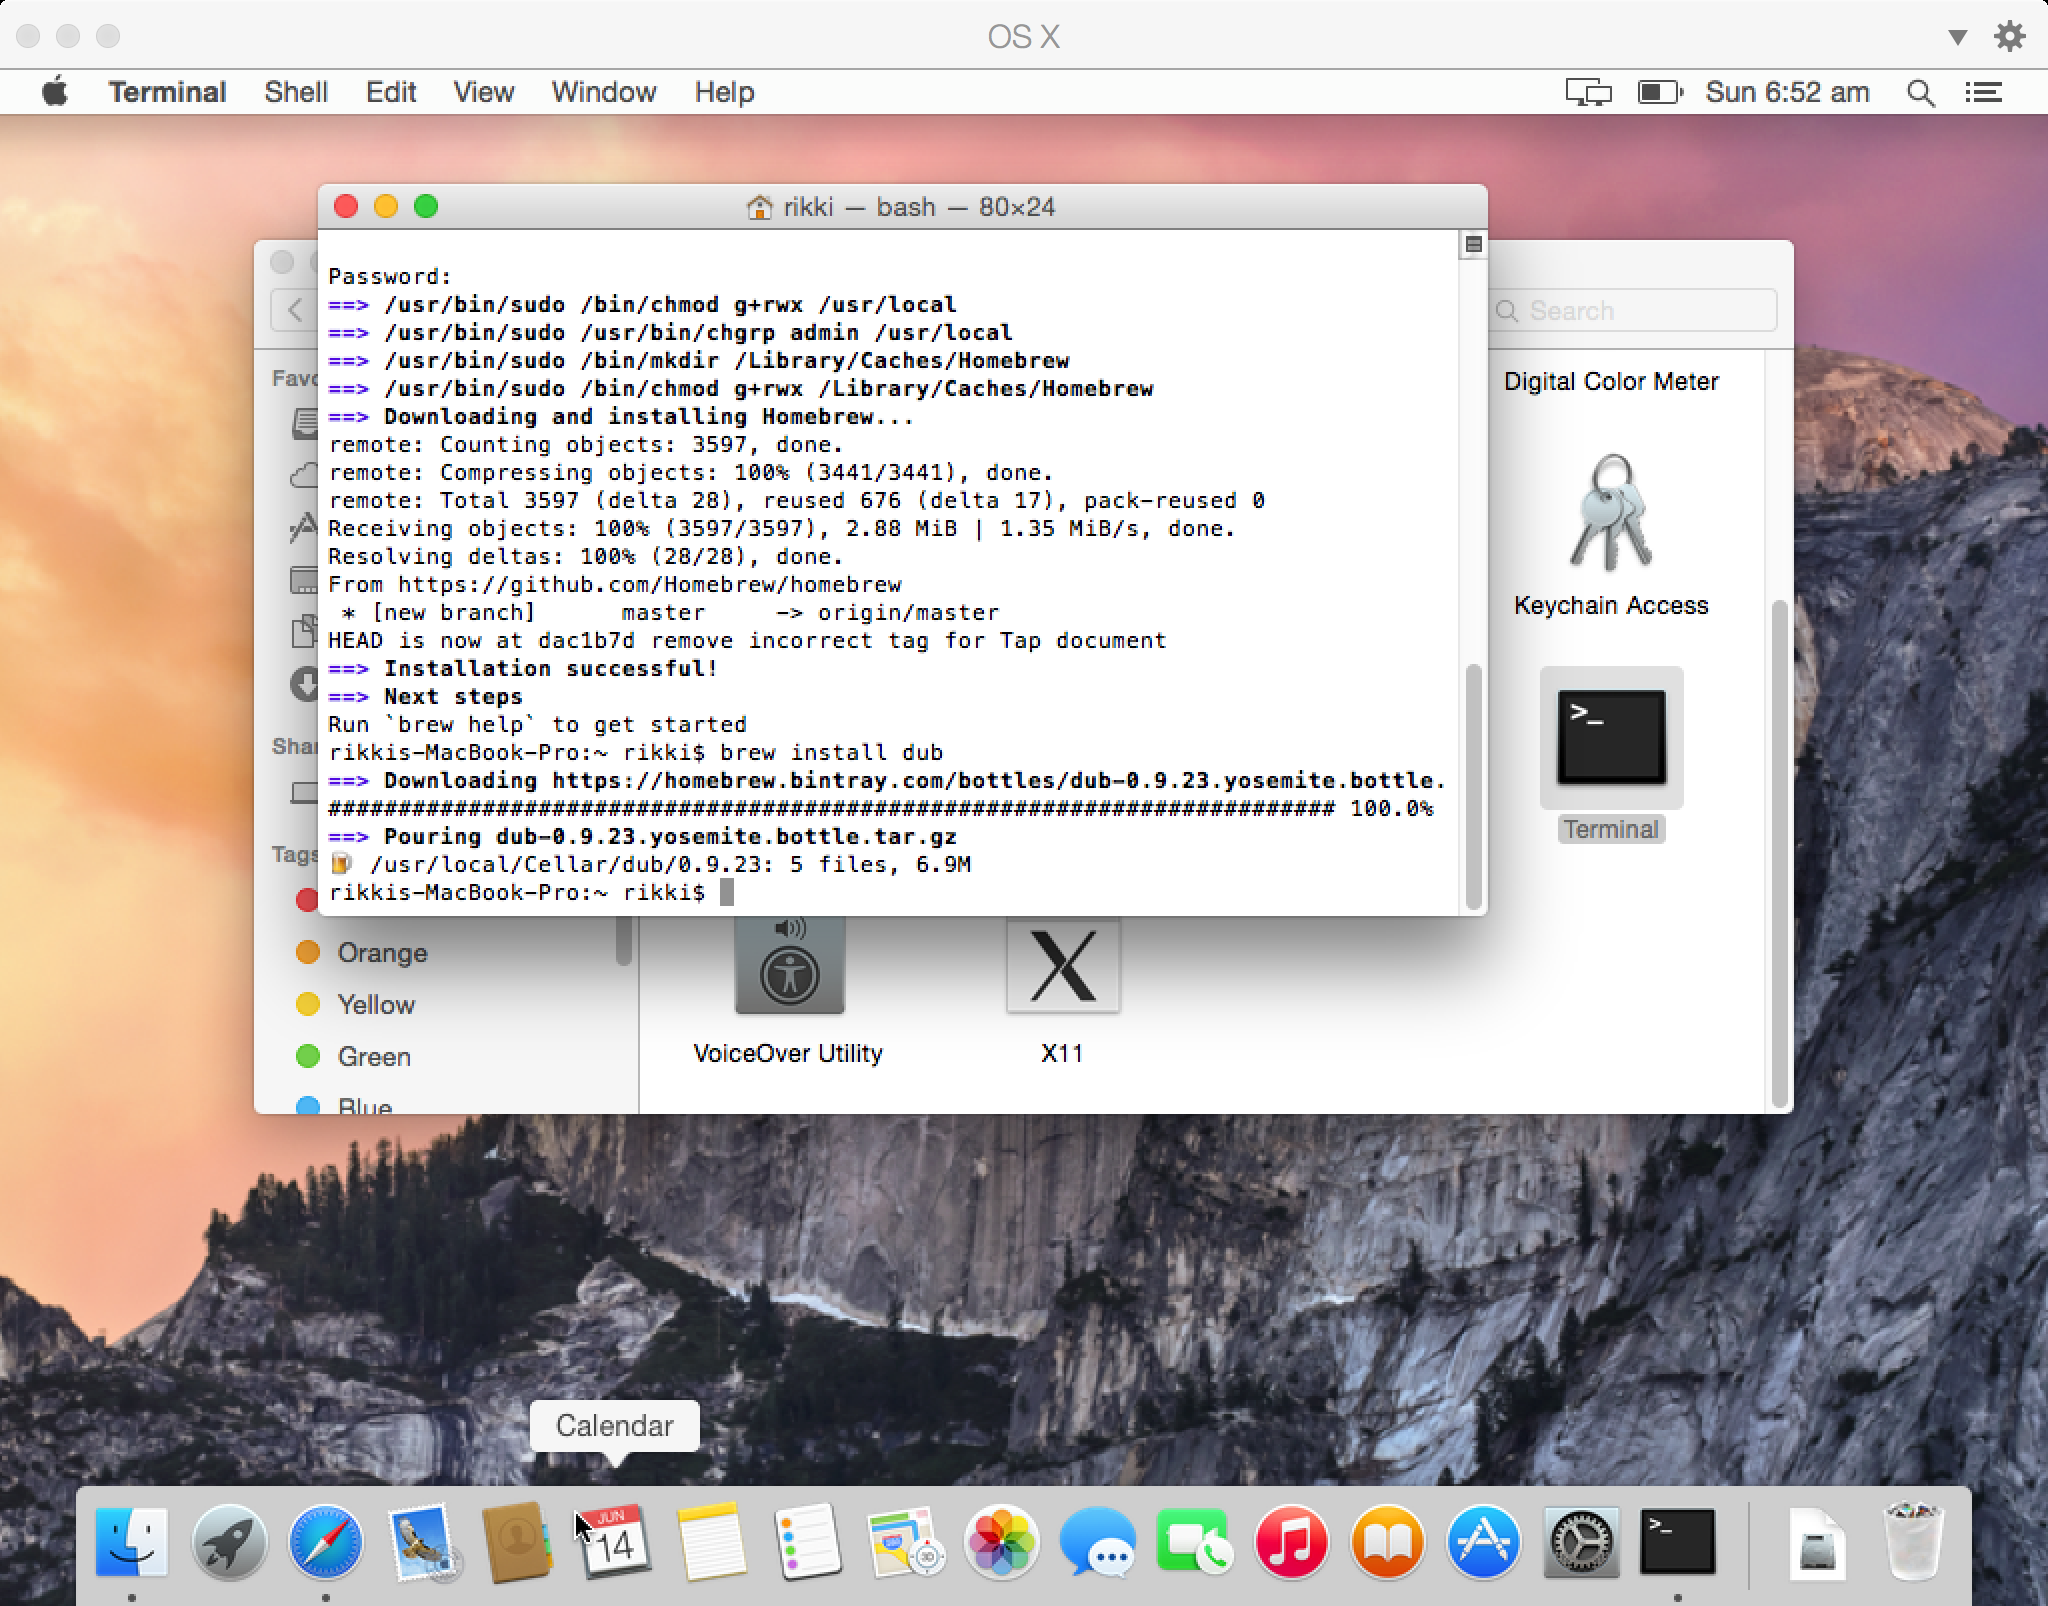 OS X
Terminal Shell Edit View Window Help
Sun 6:52 am
rikki — bash — 80×24
Password:
==> /usr/bin/sudo /bin/chmod g+rwx /usr/local
==> /usr/bin/sudo /usr/bin/chgrp admin /usr/local
==> /usr/bin/sudo /bin/mkdir /Library/Caches/Homebrew
==> /usr/bin/sudo /bin/chmod g+rwx /Library/Caches/Homebrew
==> Downloading and installing Homebrew...
remote: Counting objects: 3597, done.
remote: Compressing objects: 100% (3441/3441), done.
remote: Total 3597 (delta 28), reused 676 (delta 17), pack-reused 0
Receiving objects: 100% (3597/3597), 2.88 MiB | 1.35 MiB/s, done.
Resolving deltas: 100% (28/28), done.
From https://github.com/Homebrew/homebrew
 * [new branch]      master     -> origin/master
HEAD is now at dac1b7d remove incorrect tag for Tap document
==> Installation successful!
==> Next steps
Run `brew help` to get started
rikkis-MacBook-Pro:~ rikki$ brew install dub
==> Downloading https://homebrew.bintray.com/bottles/dub-0.9.23.yosemite.bottle.
######################################################################## 100.0%
==> Pouring dub-0.9.23.yosemite.bottle.tar.gz
🍺  /usr/local/Cellar/dub/0.9.23: 5 files, 6.9M
rikkis-MacBook-Pro:~ rikki$
Search
Favo
Shar
Tags
Orange
Yellow
Green
Blue
Digital Color Meter
Keychain Access
>_
Terminal
VoiceOver Utility
X
X11
Calendar
JUN
14
>_